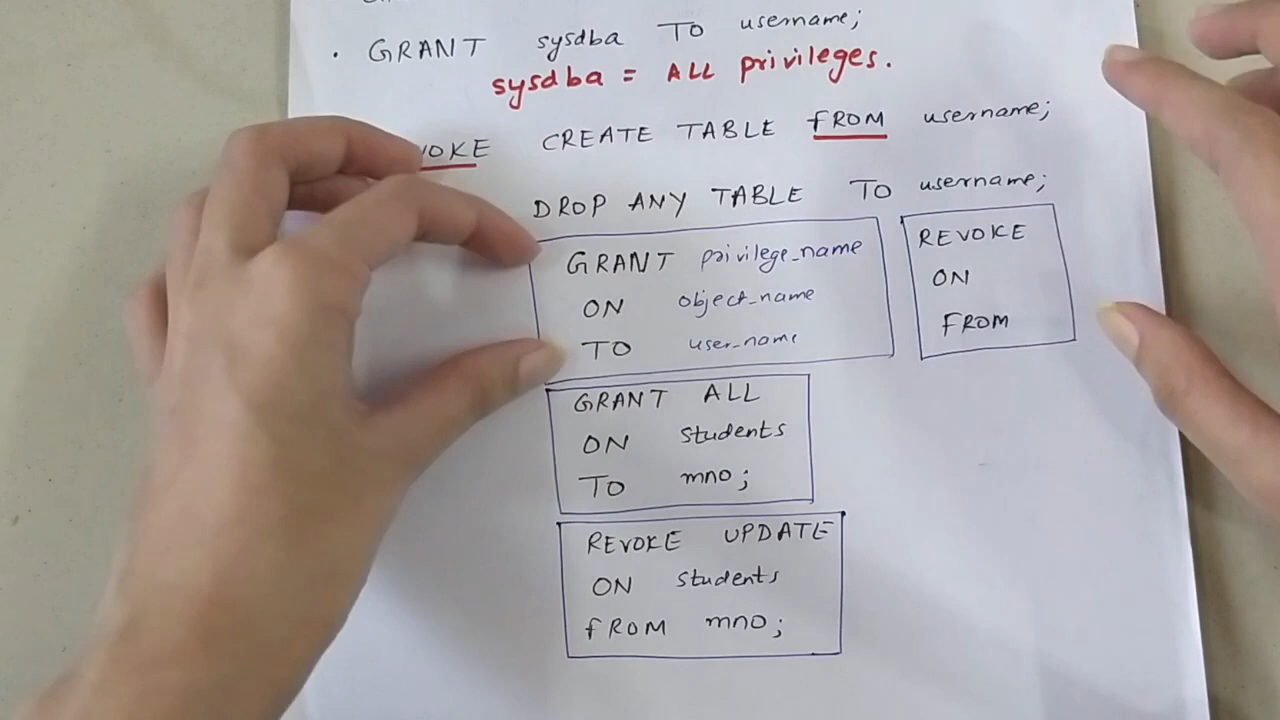 . GRANT sysdba TO username;
sysdba = ALL privileges.
OKE CREATE TABLE FROM username;
DROP ANY TABLE TO username;
GRANT privilege_name
ON object_name
TO user_name
REVOKE
ON
FROM
GRANT ALL
ON students
TO mno;
REVOKE UPDATE
ON students
FROM mno;